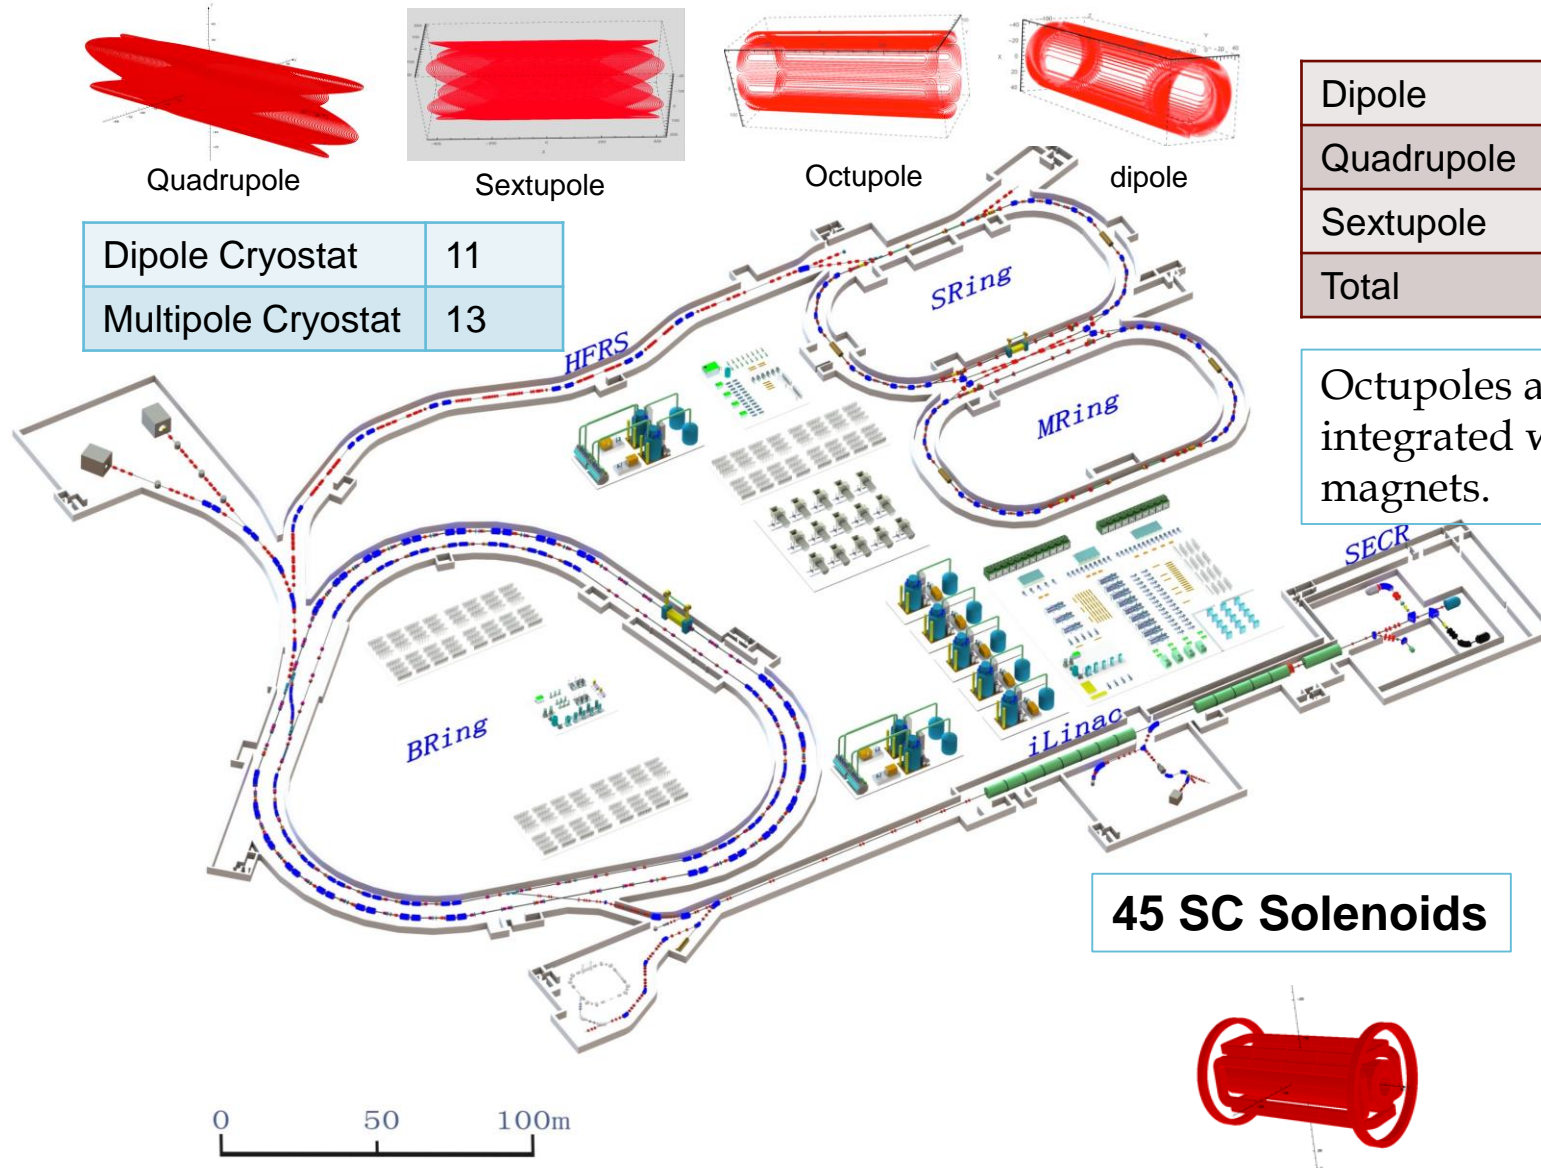 Quadrupole
Sextupole
Octupole
dipole
Dipole Cryostat 11
Multipole Cryostat 13
Dipole
Quadrupole
Sextupole
Total
Octupoles
integrated
magnets.
SRing
HFRS
MRing
SECR
BRing
iLinac
45 SC Solenoids
0 50 100m